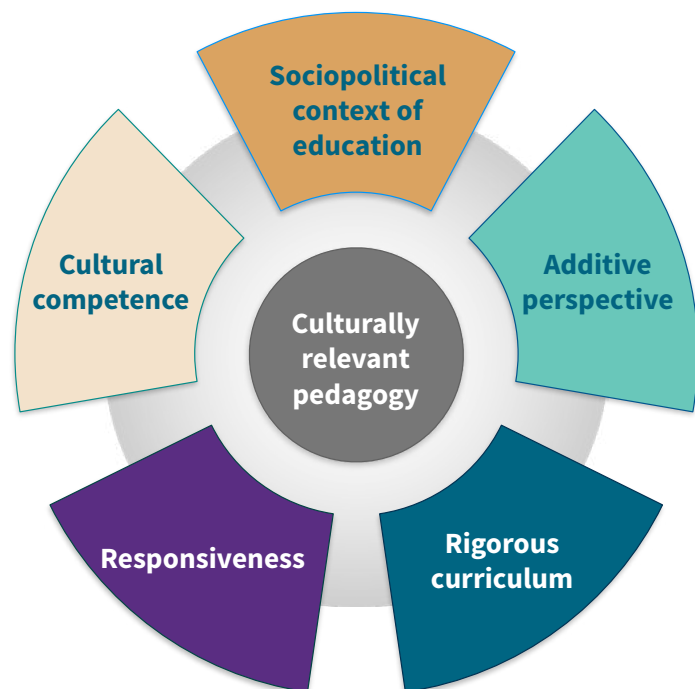 Sociopolitical
context of
education
Cultural
competence
Additive
perspective
Culturally
relevant
pedagogy
Responsiveness
Rigorous
curriculum